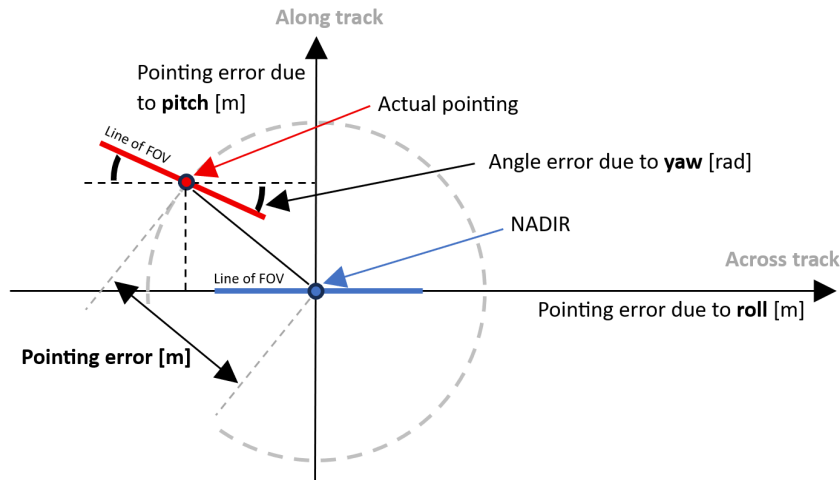 Along track
Pointing error due
to pitch [m]
Actual pointing
Line of FOV
Angle error due to yaw [rad]
NADIR
Across track
Line of FOV
Pointing error due to roll [m]
Pointing error [m]